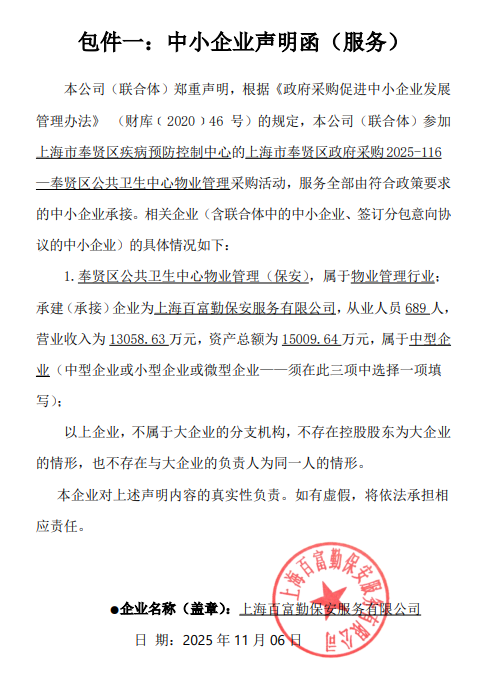 包件一：中小企业声明函（服务）
本公司（联合体）郑重声明，根据《政府采购促进中小企业发展
管理办法》（财库﹝2020﹞46 号）的规定，本公司（联合体）参加
上海市奉贤区疾病预防控制中心的上海市奉贤区政府采购 2025-116
—奉贤区公共卫生中心物业管理采购活动，服务全部由符合政策要求
的中小企业承接。相关企业（含联合体中的中小企业、签订分包意向协
议的中小企业）的具体情况如下：
1. 奉贤区公共卫生中心物业管理（保安），属于物业管理行业；
承建（承接）企业为上海百富勤保安服务有限公司，从业人员 689 人，
营业收入为 13058.63 万元，资产总额为 15009.64 万元，属于中型企
业（中型企业或小型企业或微型企业——须在此三项中选择一项填
写）；
以上企业，不属于大企业的分支机构，不存在控股股东为大企业
的情形，也不存在与大企业的负责人为同一人的情形。
本企业对上述声明内容的真实性负责。如有虚假，将依法承担相
应责任。
●企业名称（盖章）：上海百富勤保安服务有限公司
日 期：2025 年 11 月 06 日
上海百富勤保安服务有限公司